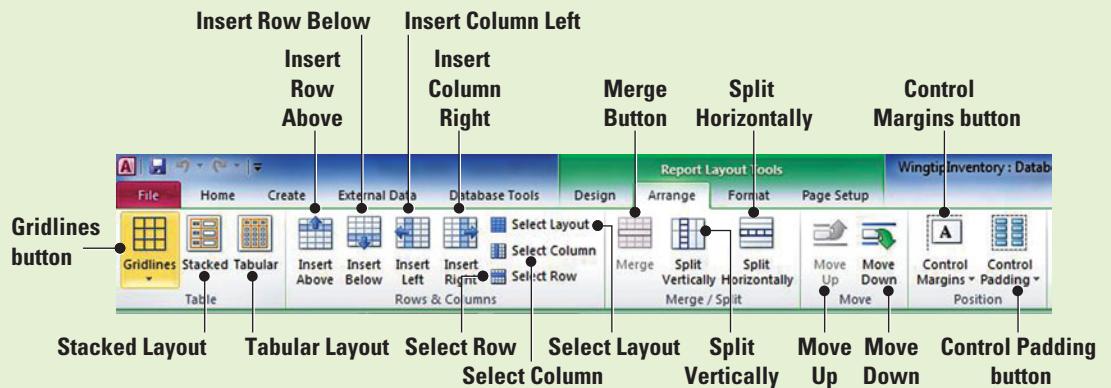 Insert Row Below Insert Column Left
Insert
Row
Above
Insert
Column
Right
Merge
Button
Split
Horizontally
Control
Margins button
Gridlines
button
A
Report Layout Tools
WingtipInventory : Datab
File Home Create External Data Database Tools Design Arrange Format Page Setup
Gridlines Stacked Tabular
Table
Insert
Above
Insert
Below
Insert
Left
Insert
Right
Select Layout
Select Column
Select Row
Rows & Columns
Merge
Split
Vertically
Split
Horizontally
Merge / Split
Move
Up
Move
Down
Move
A
Control
Margins
Control
Padding
Position
Stacked Layout Tabular Layout Select Row
Select Column
Select Layout
Split
Vertically
Move
Up
Move
Down
Control Padding
button